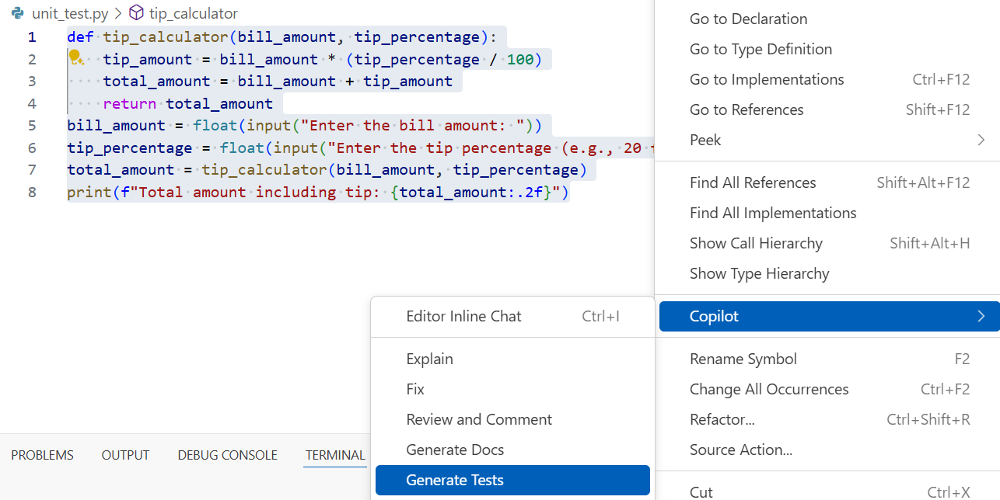 unit_test.py > tip_calculator
1 def tip_calculator(bill_amount, tip_percentage):
2     tip_amount = bill_amount * (tip_percentage / 100)
3     total_amount = bill_amount + tip_amount
4     return total_amount
5 bill_amount = float(input("Enter the bill amount: "))
6 tip_percentage = float(input("Enter the tip percentage (e.g., 20
7 total_amount = tip_calculator(bill_amount, tip_percentage)
8 print(f"Total amount including tip: {total_amount:.2f}")
PROBLEMS OUTPUT DEBUG CONSOLE TERMINAL
Editor Inline Chat Ctrl+I
Explain
Fix
Review and Comment
Generate Docs
Generate Tests
Go to Declaration
Go to Type Definition
Go to Implementations Ctrl+F12
Go to References Shift+F12
Peek >
Find All References Shift+Alt+F12
Find All Implementations
Show Call Hierarchy Shift+Alt+H
Show Type Hierarchy
Copilot >
Rename Symbol F2
Change All Occurrences Ctrl+F2
Refactor... Ctrl+Shift+R
Source Action...
Cut Ctrl+X